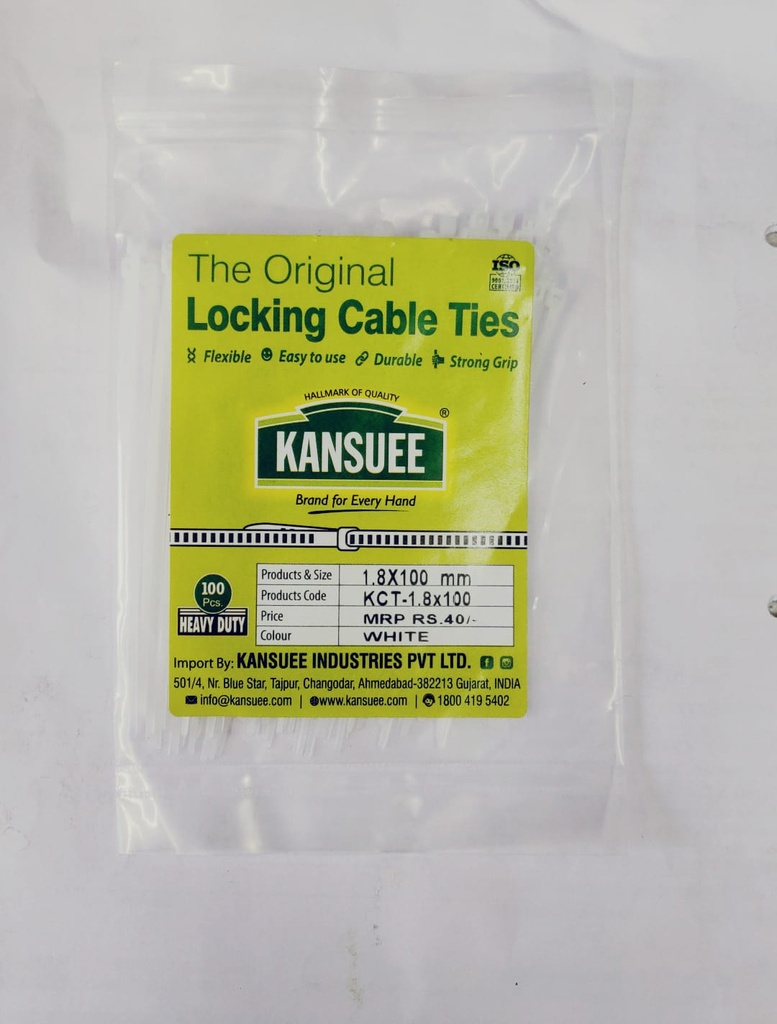 The Original
ISO
Locking Cable Ties
Flexible Easy to use Durable Strong Grip
HALLMARK OF QUALITY
KANSUEE ®
Brand for Every Hand
100
Pcs.
HEAVY DUTY
Products & Size 1.8X100 mm
Products Code KCT-1.8x100
Price MRP RS.40/-
Colour WHITE
Import By: KANSUEE INDUSTRIES PVT LTD.
501/4, Nr. Blue Star, Tajpur, Changodar, Ahmedabad-382213 Gujarat, INDIA
info@kansuee.com | www.kansuee.com | 1800 419 5402